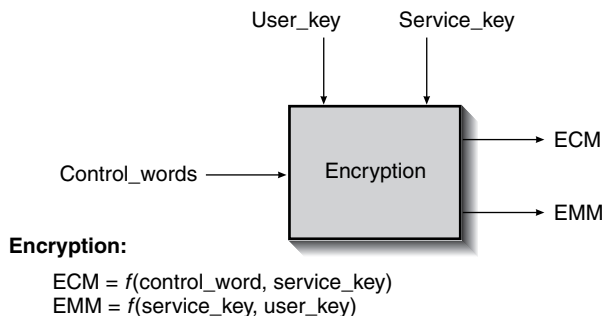 User_key
Service_key
Control_words
Encryption
ECM
EMM
Encryption:
ECM = f(control_word, service_key)
EMM = f(service_key, user_key)